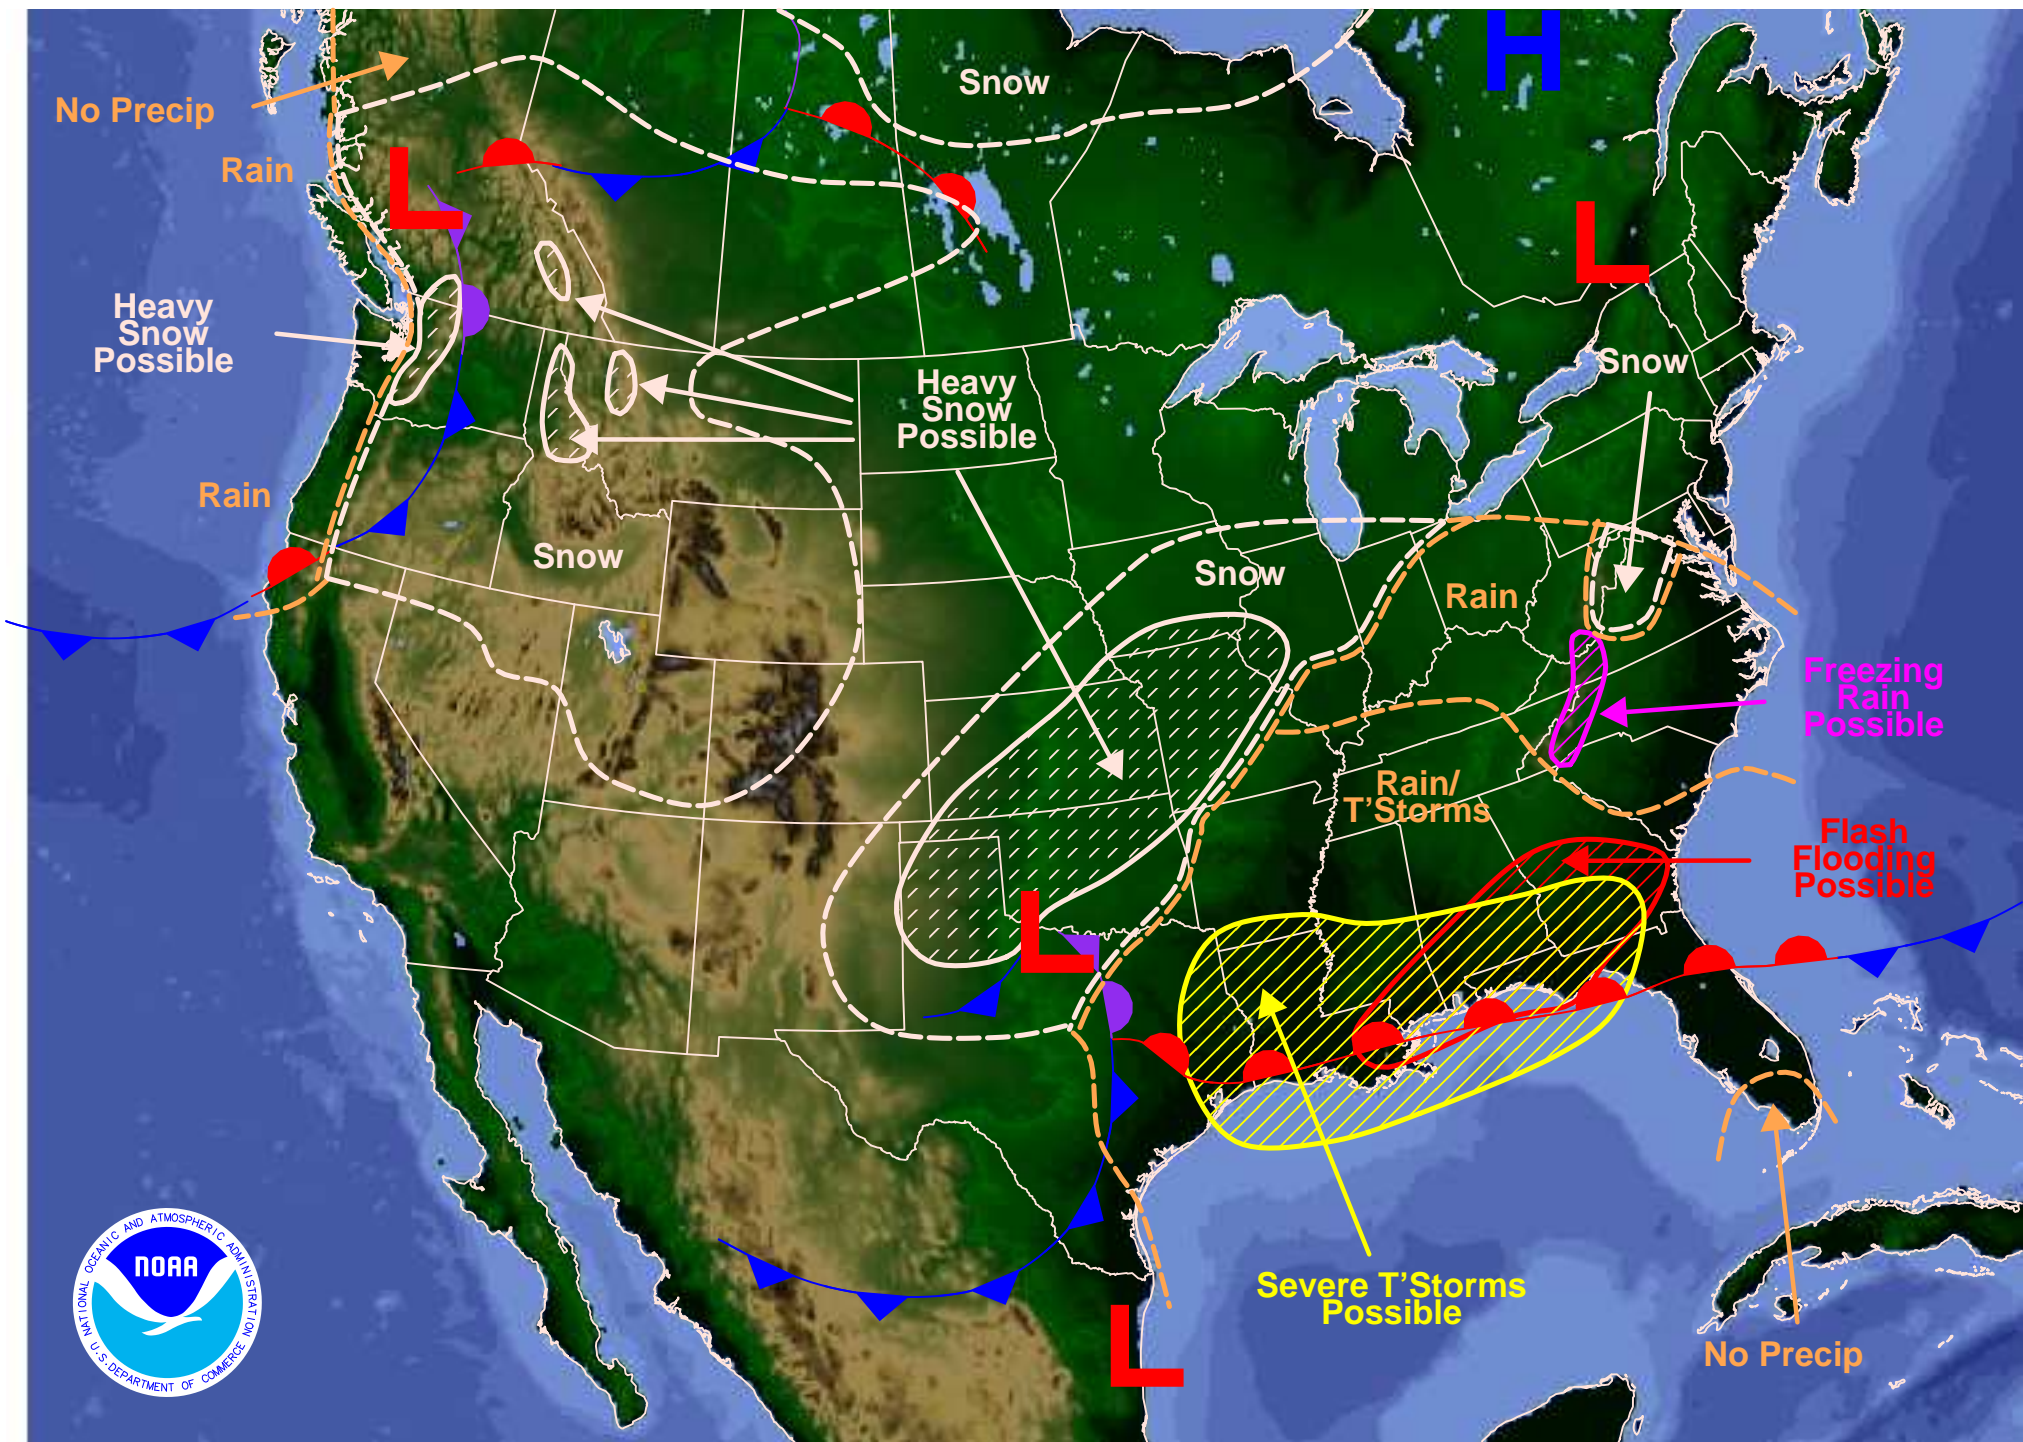 H
Snow
No Precip
Rain
L
L
Heavy
Snow
Possible
Snow
Heavy
Snow
Possible
Rain
Snow
Snow
Rain
Freezing
Rain
Possible
Rain/
T'Storms
Flash
Flooding
Possible
L
Severe T'Storms
Possible
L
No Precip
NOAA
NATIONAL OCEANIC AND ATMOSPHERIC ADMINISTRATION
U.S. DEPARTMENT OF COMMERCE